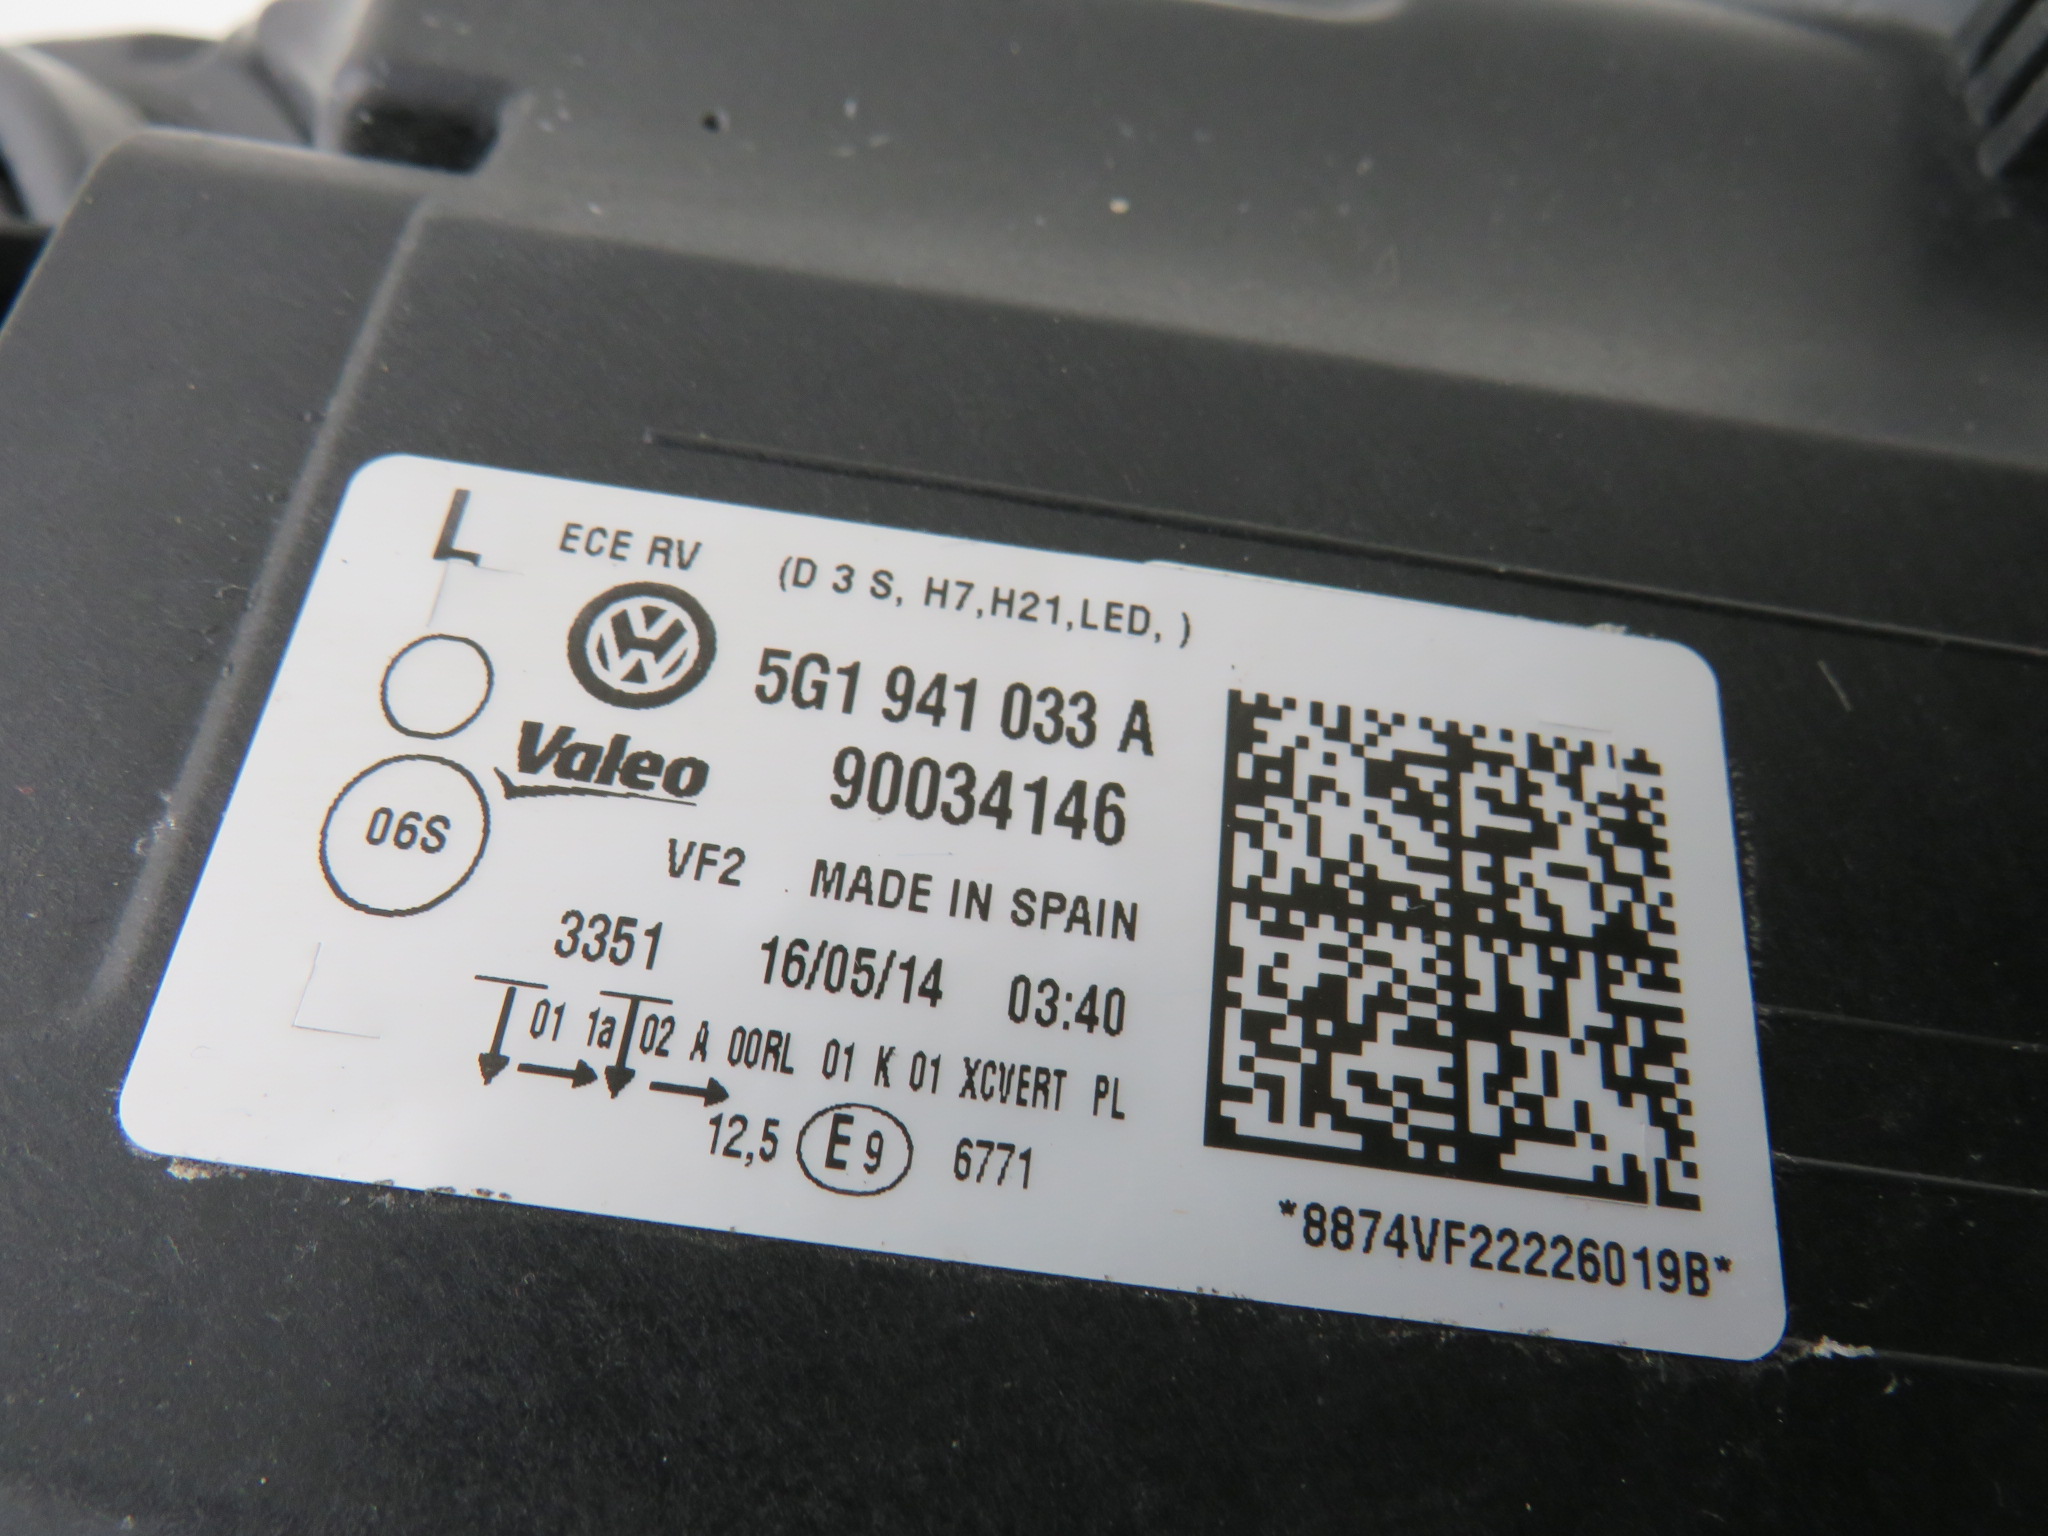 L ECE RV (D 3 S, H7,H21,LED, )
5G1 941 033 A
Valeo 90034146
06S
VF2 MADE IN SPAIN
3351 16/05/14 03:40
01 1a 02 A 00RL 01 K 01 XCVERT PL
12,5 E9 6771
*8874VF22226019B*